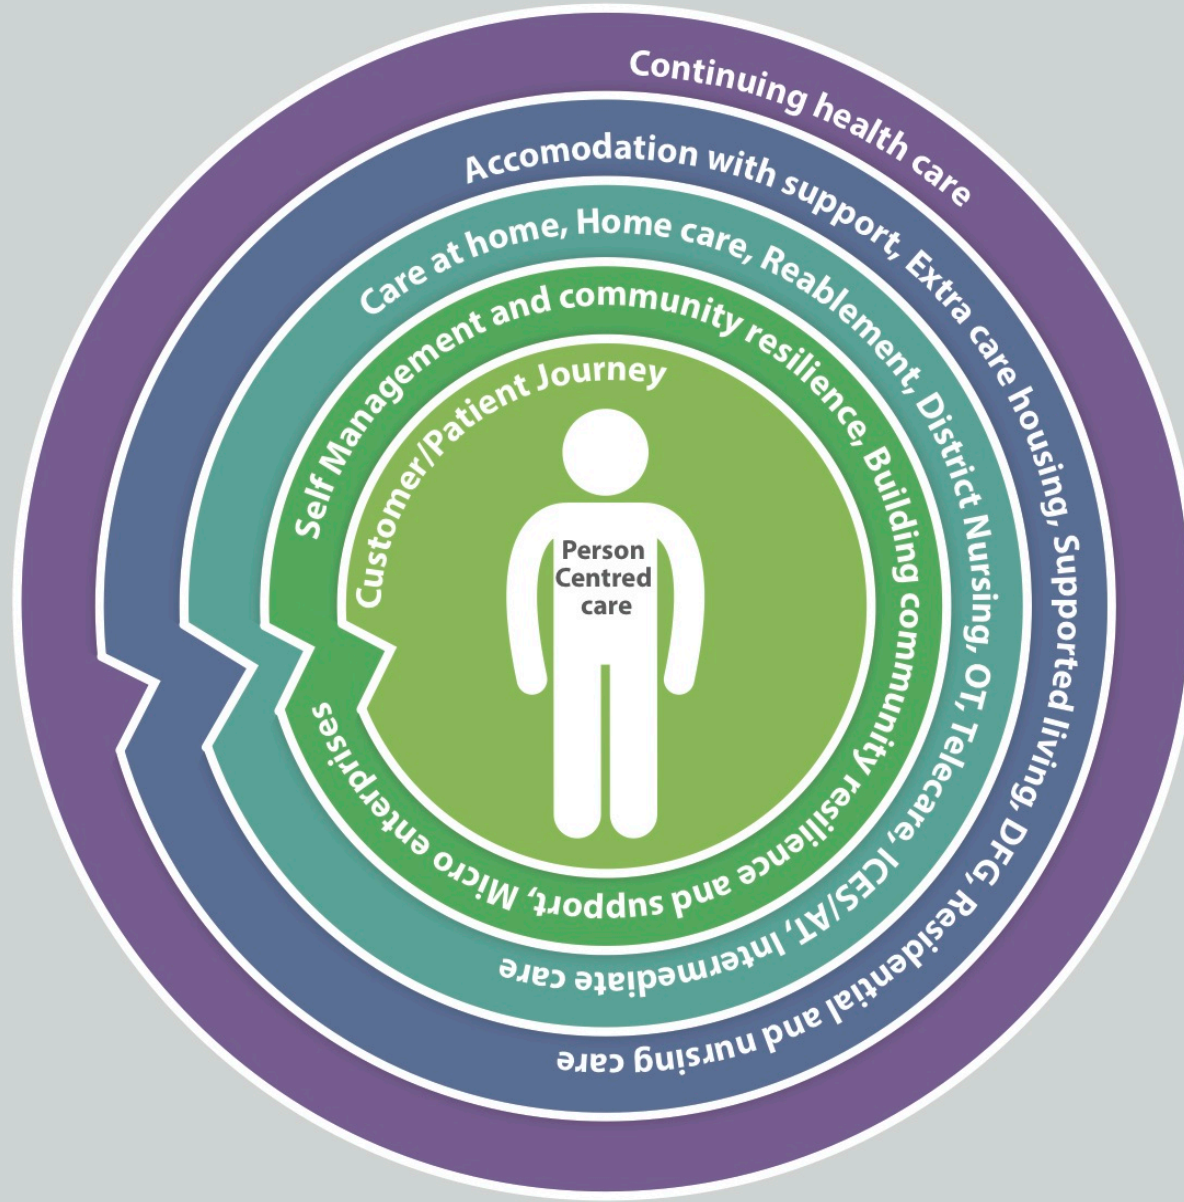 Continuing health care
Accomodation with support, Extra care housing, Supported living, DFG, Residential and nursing care
Care at home, Home care, Reablement, District Nursing, OT, Telecare, ICES/AT, Intermediate care
Self Management and community resilience, Building community resilience and support, Micro enterprises
Customer/Patient Journey
Person
Centred
care